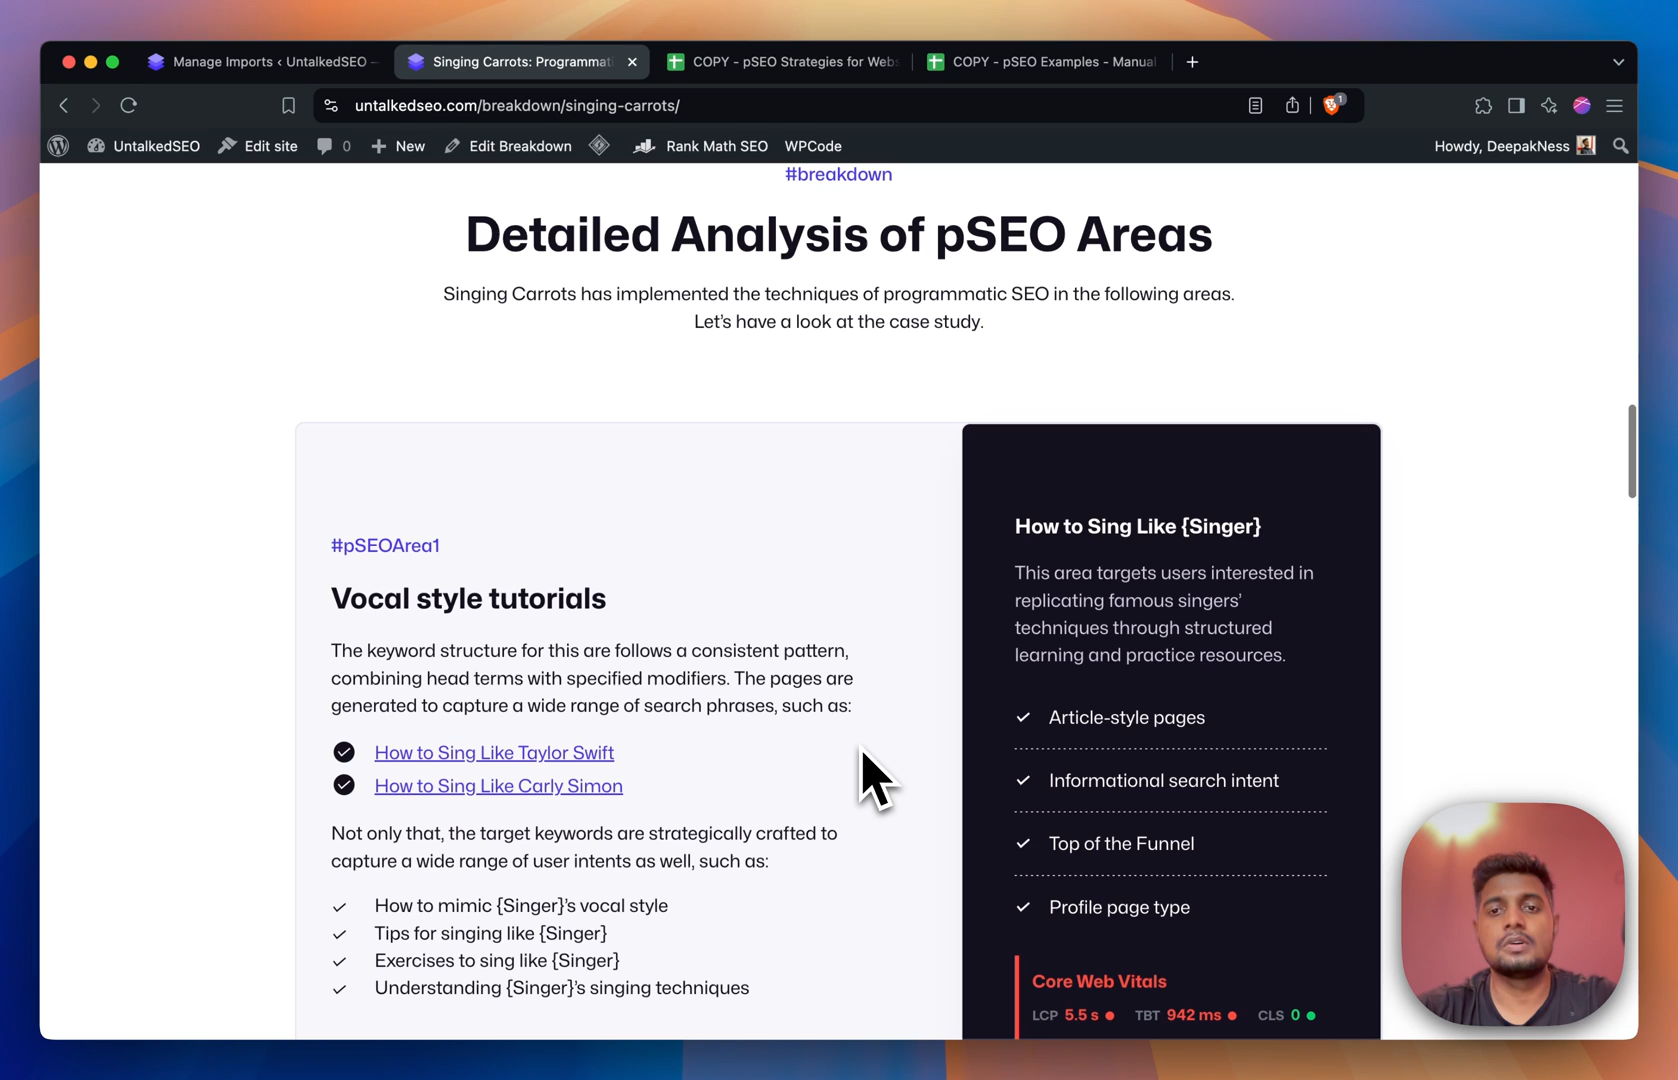 Manage Imports ‹ UntalkedSEO —
Singing Carrots: Programmati
COPY - pSEO Strategies for Webs
COPY - pSEO Examples - Manual
untalkedseo.com/breakdown/singing-carrots/
1
UntalkedSEO
Edit site
0
New
Edit Breakdown
Rank Math SEO
WPCode
Howdy, DeepakNess
#breakdown
Detailed Analysis of pSEO Areas
Singing Carrots has implemented the techniques of programmatic SEO in the following areas.
Let's have a look at the case study.
#pSEOArea1
Vocal style tutorials
The keyword structure for this are follows a consistent pattern,
combining head terms with specified modifiers. The pages are
generated to capture a wide range of search phrases, such as:
How to Sing Like Taylor Swift
How to Sing Like Carly Simon
Not only that, the target keywords are strategically crafted to
capture a wide range of user intents as well, such as:
How to mimic {Singer}'s vocal style
Tips for singing like {Singer}
Exercises to sing like {Singer}
Understanding {Singer}'s singing techniques
How to Sing Like {Singer}
This area targets users interested in
replicating famous singers'
techniques through structured
learning and practice resources.
Article-style pages
Informational search intent
Top of the Funnel
Profile page type
Core Web Vitals
LCP 5.5 s TBT 942 ms CLS 0